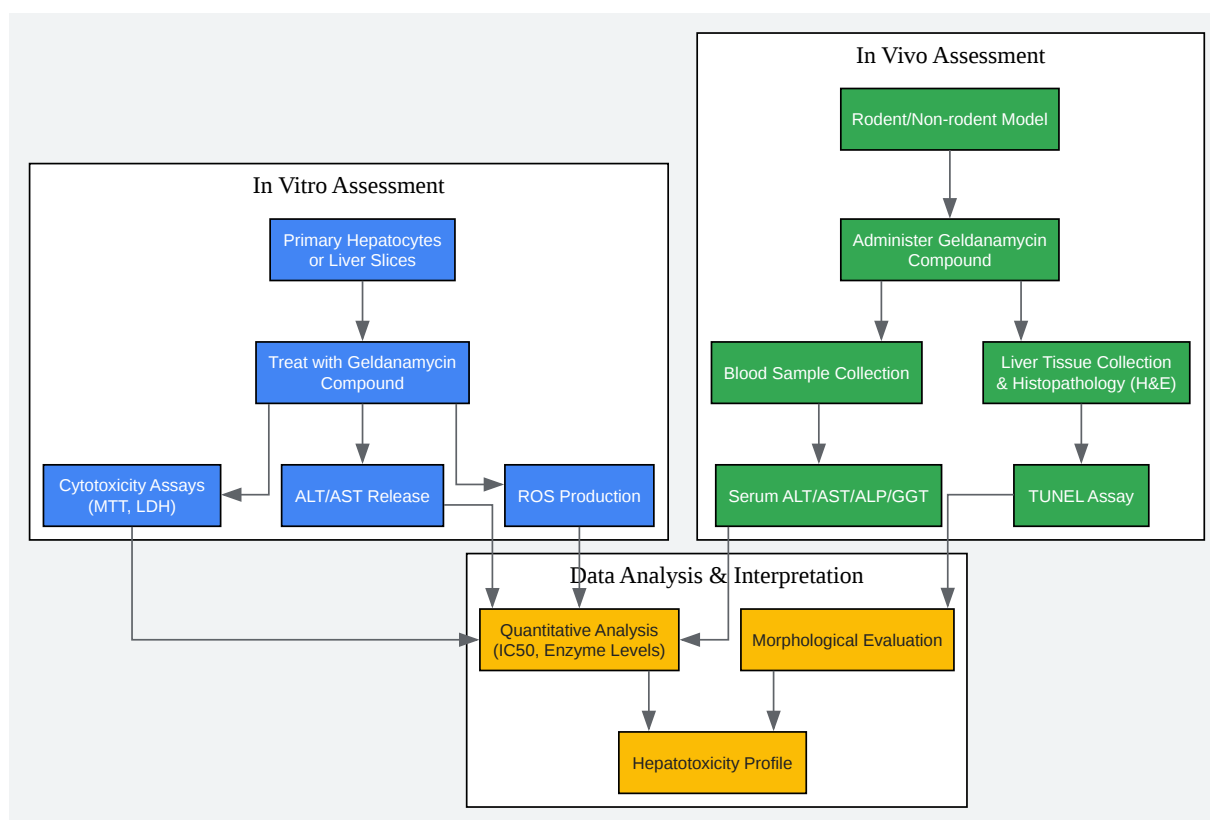 In Vitro Assessment
Primary Hepatocytes
or Liver Slices
Treat with Geldanamycin
Compound
Cytotoxicity Assays
(MTT, LDH)
ALT/AST Release
ROS Production
In Vivo Assessment
Rodent/Non-rodent Model
Administer Geldanamycin
Compound
Blood Sample Collection
Liver Tissue Collection
& Histopathology (H&E)
Serum ALT/AST/ALP/GGT
TUNEL Assay
Data Analysis & Interpretation
Quantitative Analysis
(IC50, Enzyme Levels)
Morphological Evaluation
Hepatotoxicity Profile